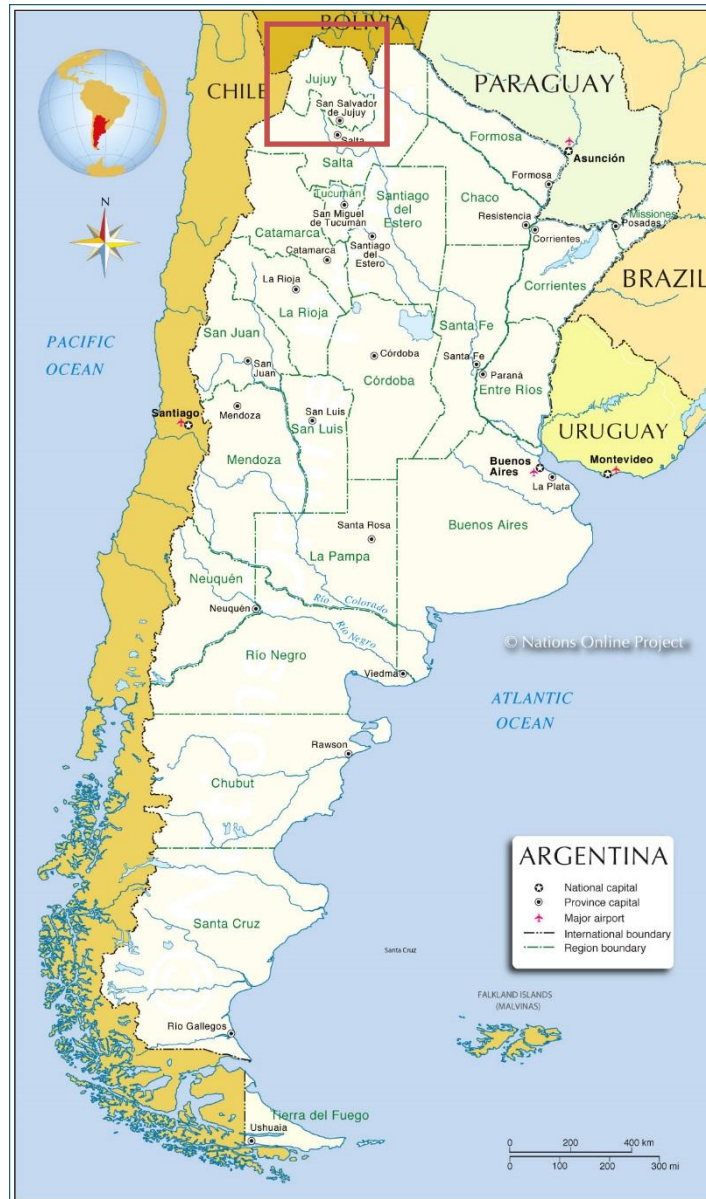 BOLIVIA
Jujuy
CHILE
PARAGUAY
San Salvador
de Jujuy
Salta
Formosa
Asunción
Salta
Formosa
Tucumán
San Miguel
de Tucumán
Santiago
del
Estero
Chaco
Missiones
Resistencia
Corrientes
Posadas
Catamarca
Catamarca
Santiago
del
Estero
BRAZIL
La Rioja
Corrientes
La Rioja
San Juan
Santa Fe
PACIFIC
OCEAN
San
Juan
Córdoba
Córdoba
Santa Fe
Paraná
Entre Ríos
Santiago
Mendoza
San Luis
San Luis
URUGUAY
Mendoza
Buenos
Aires
Montevideo
La Plata
Santa Rosa
Buenos Aires
La Pampa
Neuquén
Neuquén
Río Colorado
Río Negro
Río Negro
© Nations Online Project
Viedma
ATLANTIC
OCEAN
Rawson
Chubut
ARGENTINA
National capital
Province capital
Major airport
International boundary
Region boundary
Santa Cruz
Santa Cruz
FALKLAND ISLANDS
(MALVINAS)
Río Gallegos
Tierra del Fuego
Ushuaia
0 200 400 km
0 100 200 300 mi
N